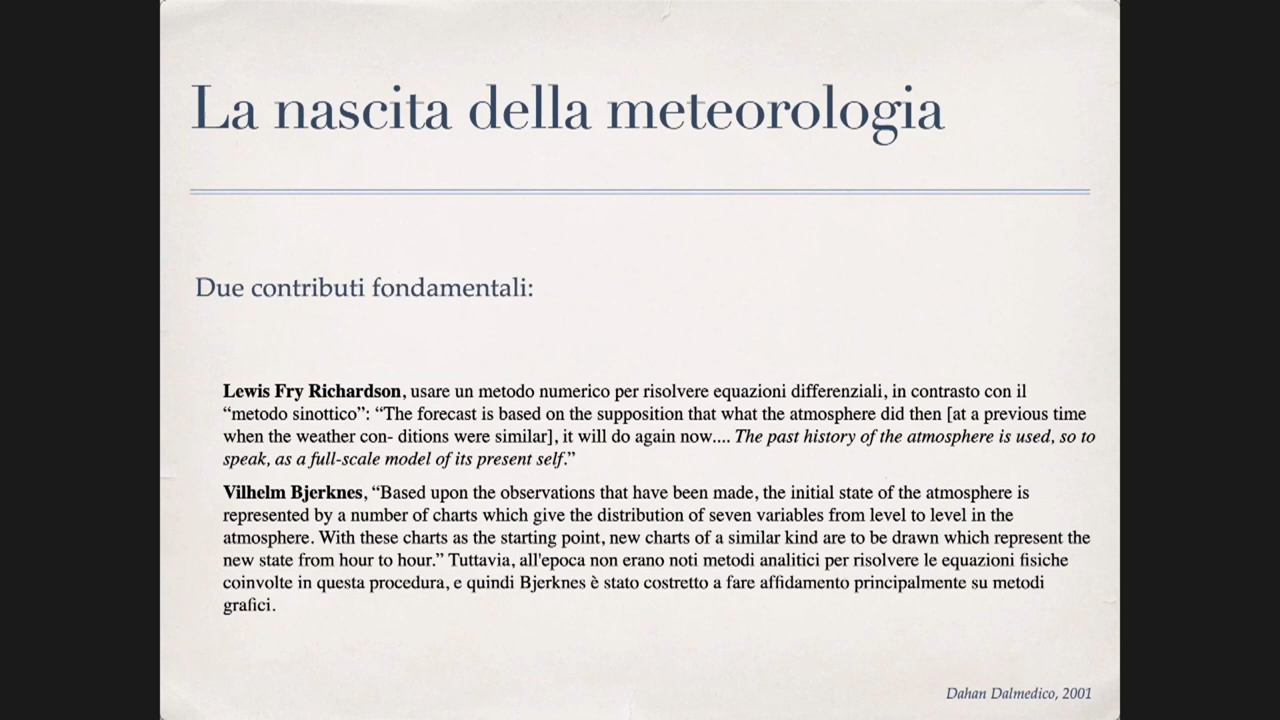 La nascita della meteorologia
Due contributi fondamentali:
Lewis Fry Richardson, usare un metodo numerico per risolvere equazioni differenziali, in contrasto con il
“metodo sinottico”: “The forecast is based on the supposition that what the atmosphere did then [at a previous time
when the weather con- ditions were similar], it will do again now.... The past history of the atmosphere is used, so to
speak, as a full-scale model of its present self.”
Vilhelm Bjerknes, “Based upon the observations that have been made, the initial state of the atmosphere is
represented by a number of charts which give the distribution of seven variables from level to level in the
atmosphere. With these charts as the starting point, new charts of a similar kind are to be drawn which represent the
new state from hour to hour.” Tuttavia, all'epoca non erano noti metodi analitici per risolvere le equazioni fisiche
coinvolte in questa procedura, e quindi Bjerknes è stato costretto a fare affidamento principalmente su metodi
grafici.
Dahan Dalmedico, 2001